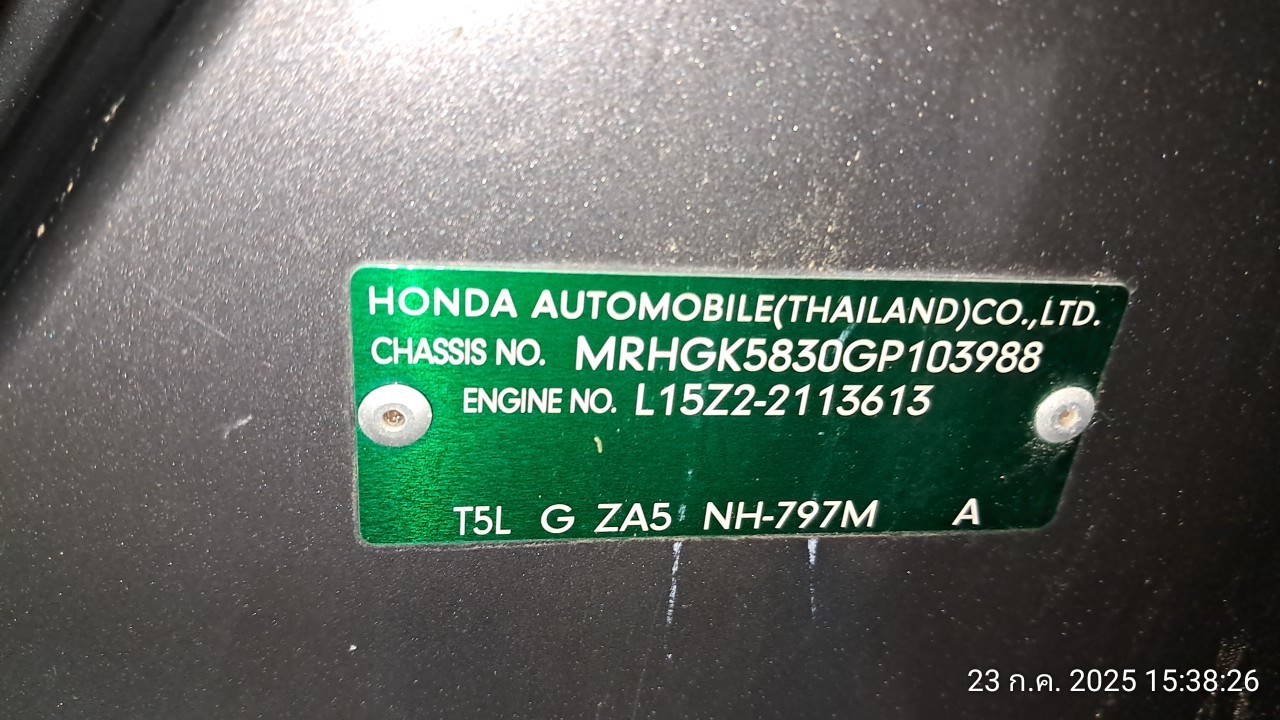 HONDA AUTOMOBILE(THAILAND)CO.,LTD.
CHASSIS NO. MRHGK5830GP103988
ENGINE NO. L15Z2-2113613
T5L G ZA5 NH-797M A
23 ก.ค. 2025 15:38:26